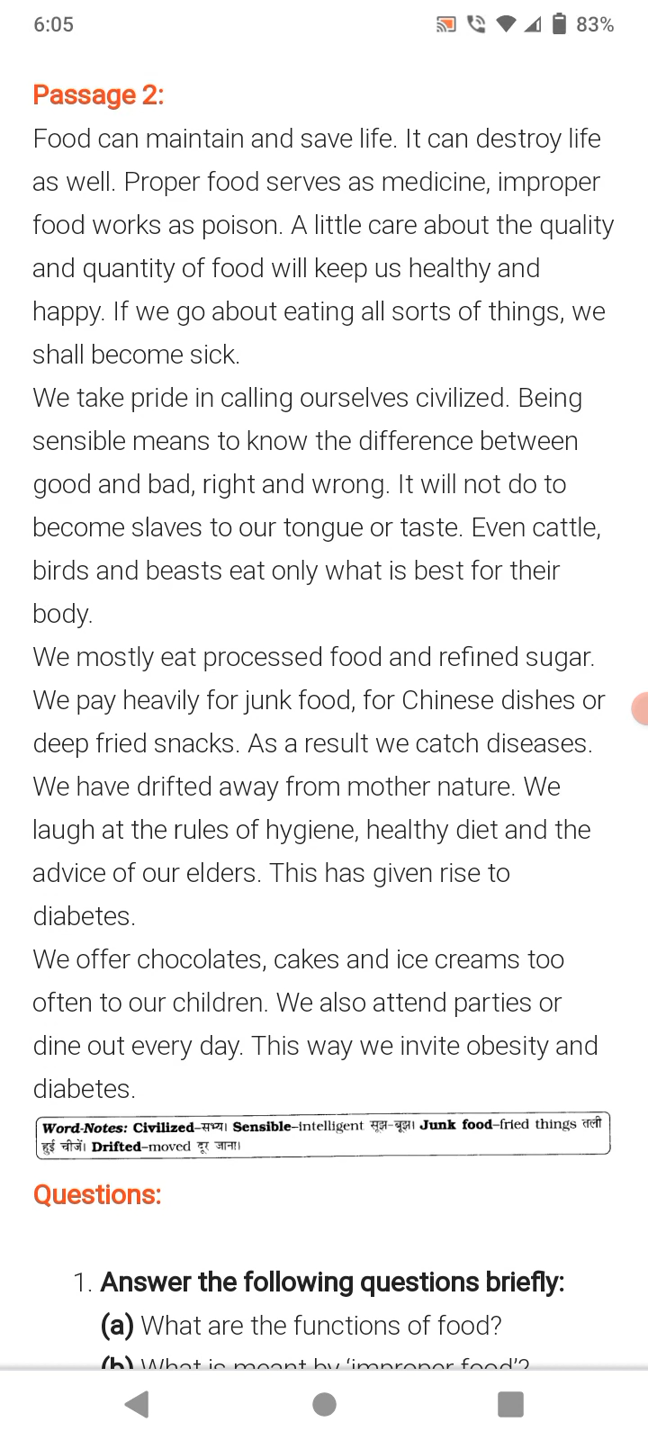 6:05
83%
Passage 2:
Food can maintain and save life. It can destroy life
as well. Proper food serves as medicine, improper
food works as poison. A little care about the quality
and quantity of food will keep us healthy and
happy. If we go about eating all sorts of things, we
shall become sick.
We take pride in calling ourselves civilized. Being
sensible means to know the difference between
good and bad, right and wrong. It will not do to
become slaves to our tongue or taste. Even cattle,
birds and beasts eat only what is best for their
body.
We mostly eat processed food and refined sugar.
We pay heavily for junk food, for Chinese dishes or
deep fried snacks. As a result we catch diseases.
We have drifted away from mother nature. We
laugh at the rules of hygiene, healthy diet and the
advice of our elders. This has given rise to
diabetes.
We offer chocolates, cakes and ice creams too
often to our children. We also attend parties or
dine out every day. This way we invite obesity and
diabetes.
Word-Notes: Civilized–सभ्य। Sensible–intelligent सूझ-बूझ। Junk food–fried things तली
हुई चीजें। Drifted–moved दूर जाना।
Questions:
1. Answer the following questions briefly:
(a) What are the functions of food?
(b) What is meant by 'improper food'?